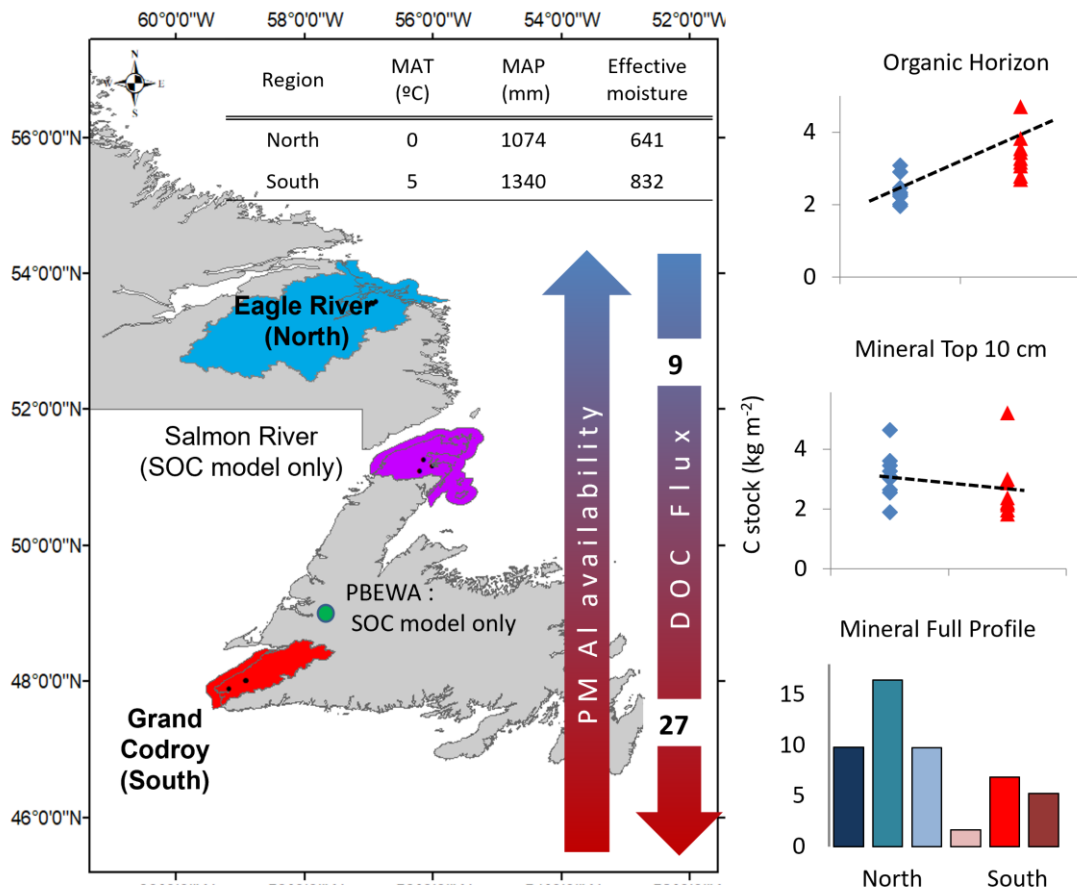 60°0'0"W 58°0'0"W 56°0'0"W 54°0'0"W 52°0'0"W
N
E
S
Region MAT (ºC) MAP (mm) Effective moisture
North 0 1074 641
South 5 1340 832
56°0'0"N
54°0'0"N
52°0'0"N
50°0'0"N
48°0'0"N
46°0'0"N
Eagle River
(North)
Salmon River
(SOC model only)
PBEWA :
SOC model only
Grand
Codroy
(South)
PM Al availability
9
DOC Flux
27
Organic Horizon
4
2
0
Mineral Top 10 cm
C stock (kg m-2)
4
2
0
Mineral Full Profile
15
10
5
0
North South